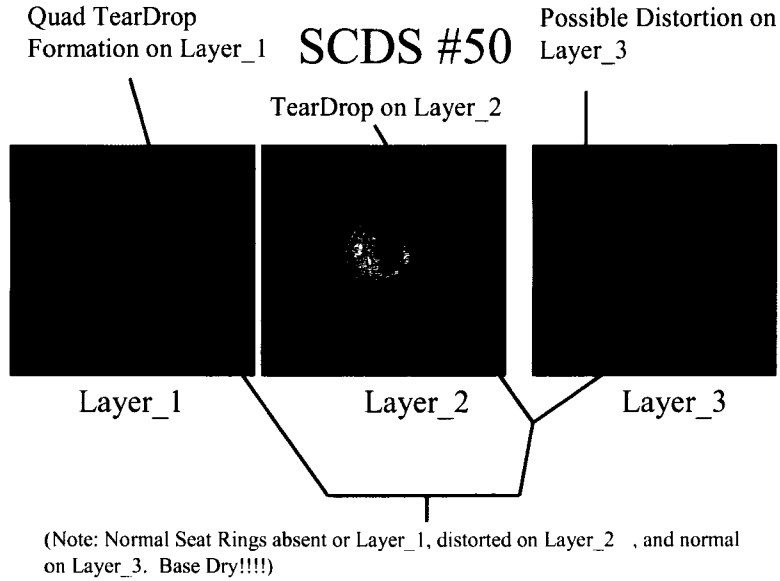 Quad TearDrop
Formation on Layer_1
SCDS #50
Possible Distortion on
Layer_3
TearDrop on Layer_2
Layer_1
Layer_2
Layer_3
(Note: Normal Seat Rings absent or Layer_1, distorted on Layer_2 , and normal
on Layer_3. Base Dry!!!!)